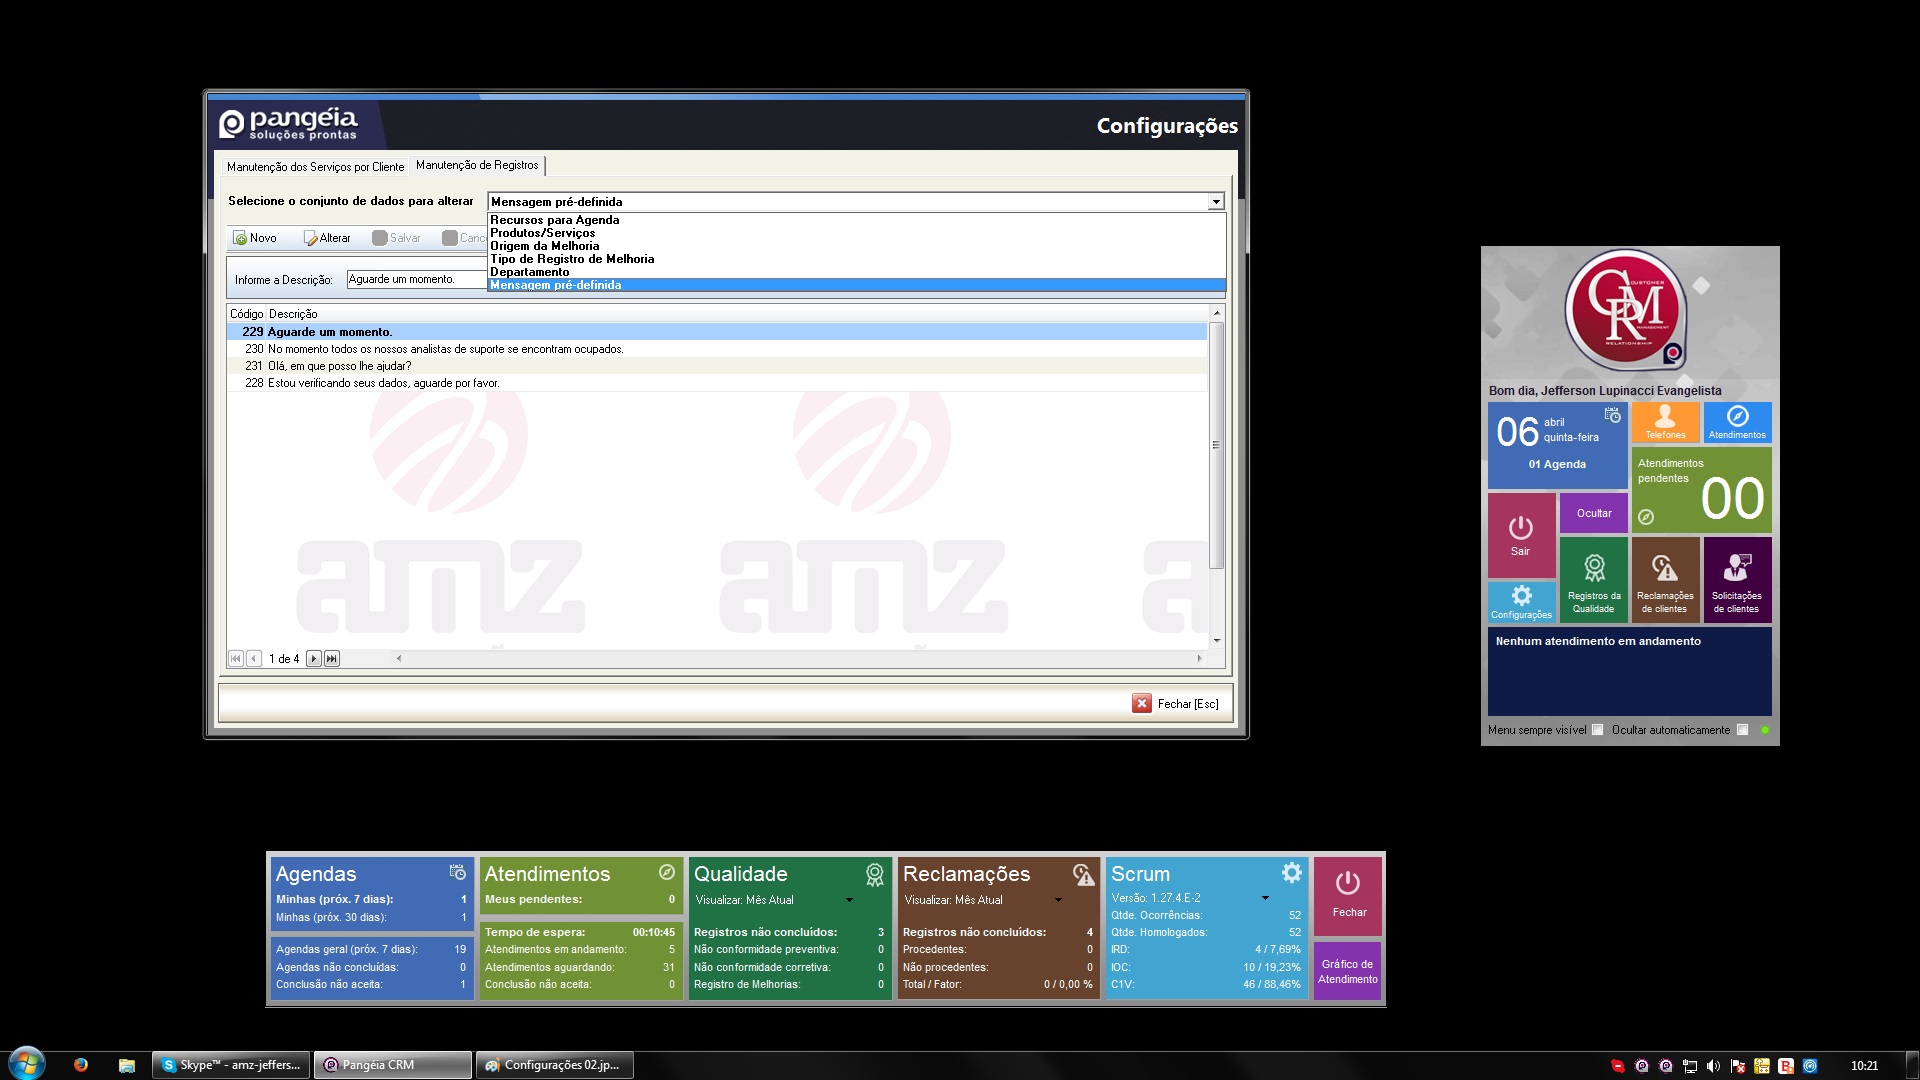 pangéia
soluções prontas
Configurações
Manutenção dos Serviços por Cliente
Manutenção de Registros
Selecione o conjunto de dados para alterar
Mensagem pré-definida
Recursos para Agenda
Produtos/Serviços
Origem da Melhoria
Tipo de Registro de Melhoria
Departamento
Mensagem pré-definida
Novo
Alterar
Salvar
Canc
Informe a Descrição:
Aguarde um momento.
Código Descrição
229 Aguarde um momento.
230 No momento todos os nossos analistas de suporte se encontram ocupados.
231 Olá, em que posso lhe ajudar?
228 Estou verificando seus dados, aguarde por favor.
amz amz am
1 de 4
Fechar [Esc]
CRM
CUSTOMER
MANAGEMENT
RELATIONSHIP
Bom dia, Jefferson Lupinacci Evangelista
06 abril
quinta-feira
01 Agenda
Telefones
Atendimentos
Atendimentos
pendentes
00
Sair
Ocultar
Configurações
Registros da
Qualidade
Reclamações
de clientes
Solicitações
de clientes
Nenhum atendimento em andamento
Menu sempre visível
Ocultar automaticamente
Agendas
Minhas (próx. 7 dias): 1
Minhas (próx. 30 dias): 1
Agendas geral (próx. 7 dias): 19
Agendas não concluídas: 0
Conclusão não aceita: 1
Atendimentos
Meus pendentes: 0
Tempo de espera: 00:10:45
Atendimentos em andamento: 5
Atendimentos aguardando: 31
Conclusão não aceita: 0
Qualidade
Visualizar: Mês Atual
Registros não concluídos: 3
Não conformidade preventiva: 0
Não conformidade corretiva: 0
Registro de Melhorias: 0
Reclamações
Visualizar: Mês Atual
Registros não concluídos: 4
Procedentes: 0
Não procedentes: 0
Total / Fator: 0 / 0,00 %
Scrum
Versão: 1.27.4.E-2
Qtde. Ocorrências: 52
Qtde. Homologados: 52
IRD: 4 / 7,69%
IOC: 10 / 19,23%
C1V: 46 / 88,46%
Fechar
Gráfico de
Atendimento
Skype™ - amz-jeffers...
Pangéia CRM
Configurações 02.jp...
10:21